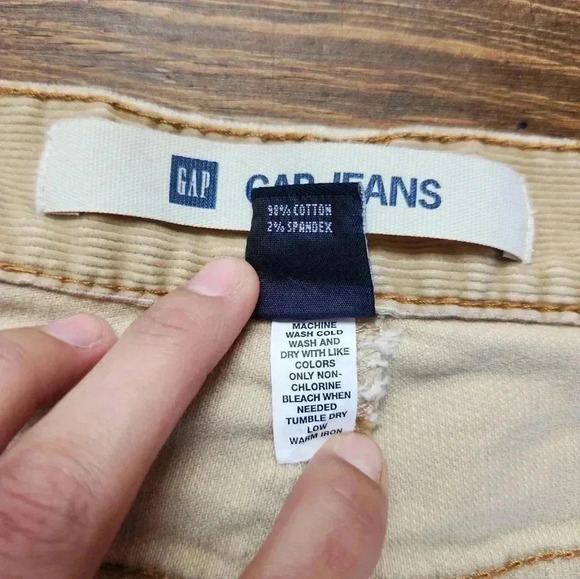 GAP GAP JEANS
98% COTTON
2% SPANDEX
MACHINE
WASH COLD
WASH AND
DRY WITH LIKE
COLORS
ONLY NON-
CHLORINE
BLEACH WHEN
NEEDED
TUMBLE DRY
LOW
WARM IRON